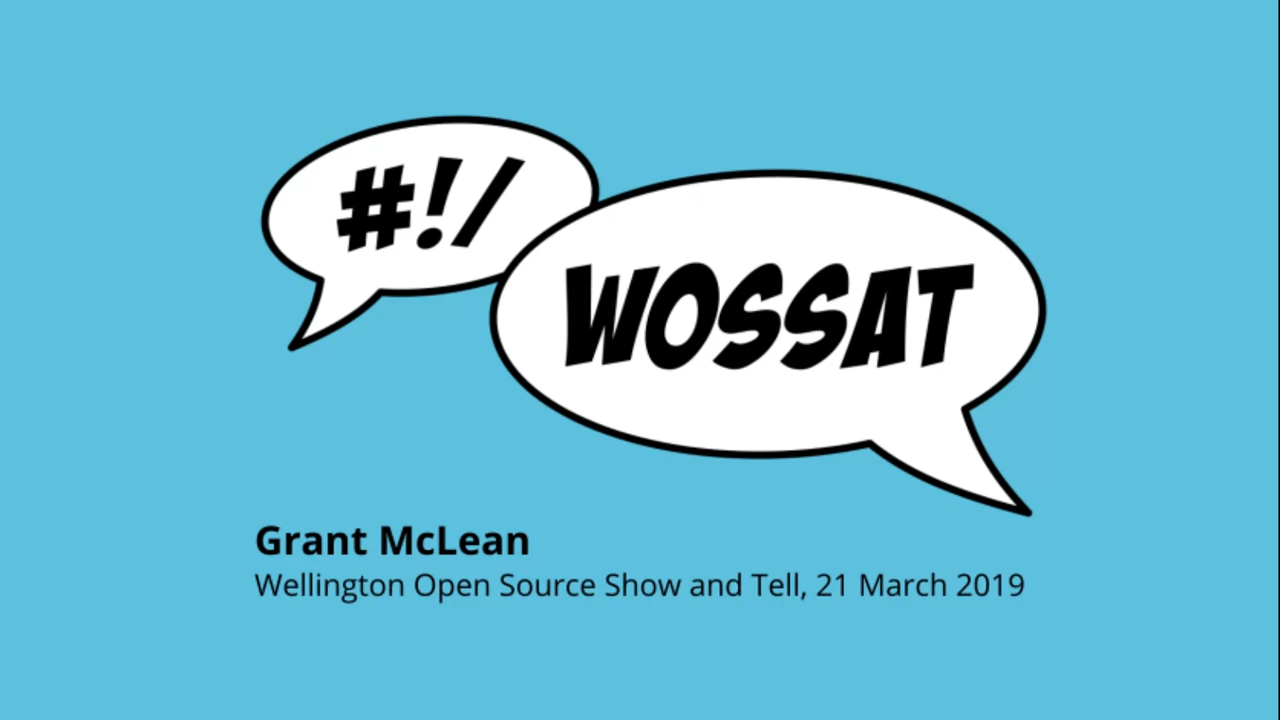 #!/
WOSSAT
Grant McLean
Wellington Open Source Show and Tell, 21 March 2019